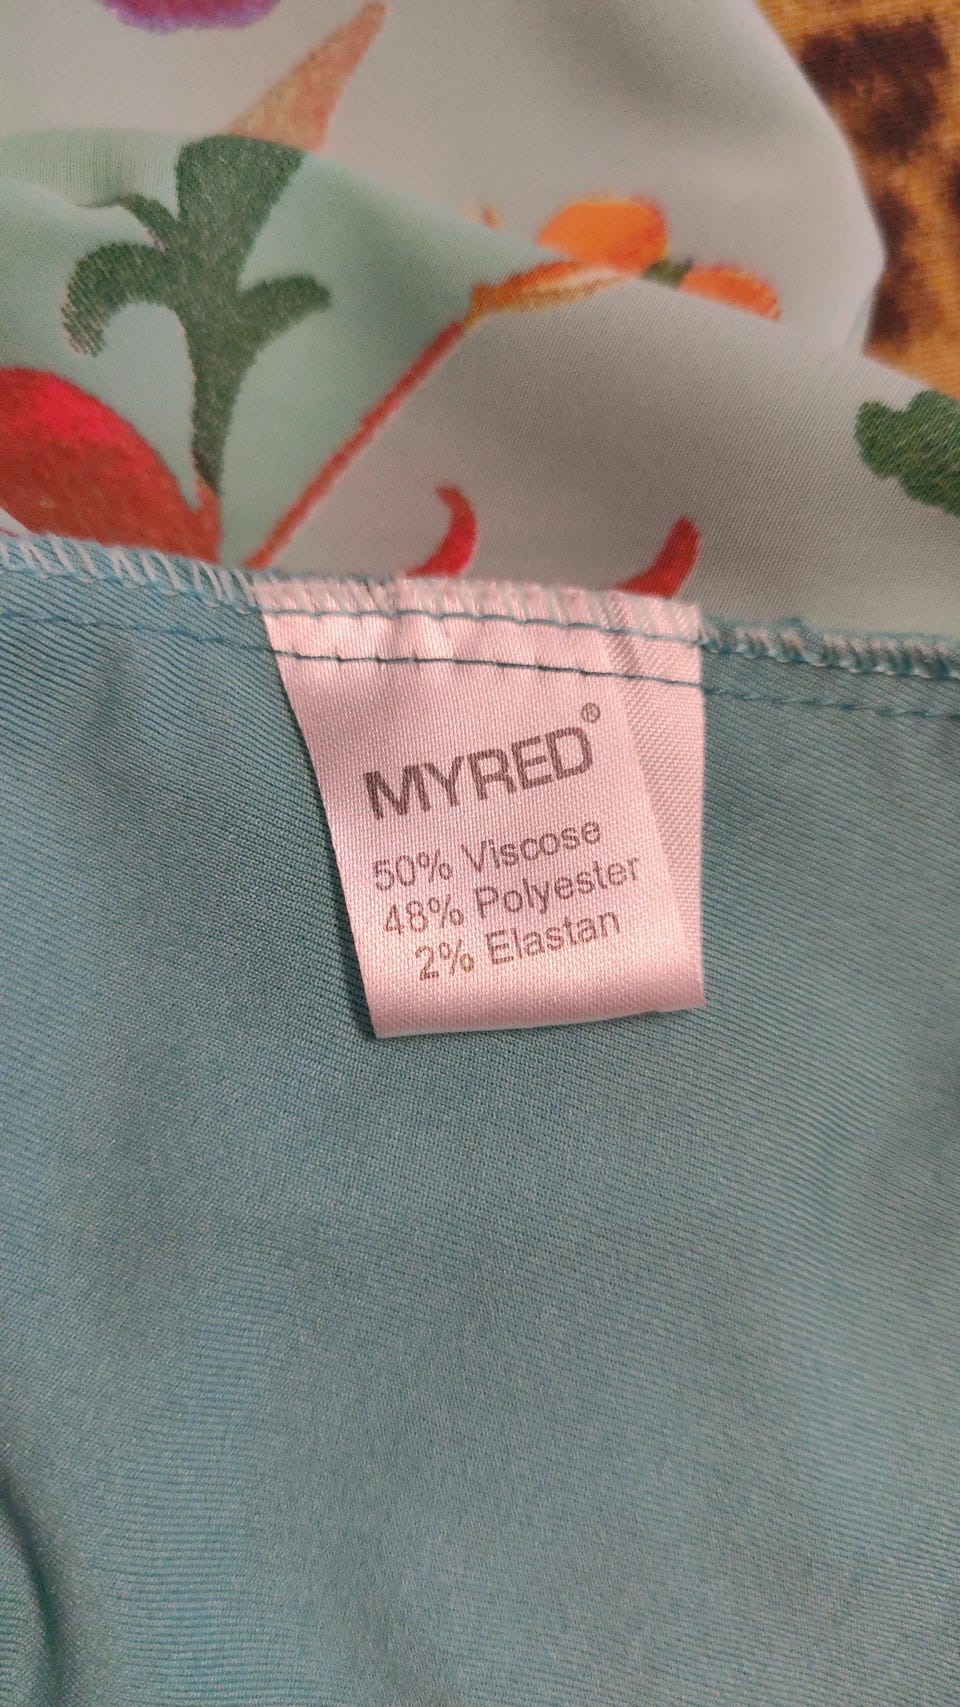 MYRED®
50% Viscose
48% Polyester
2% Elastan